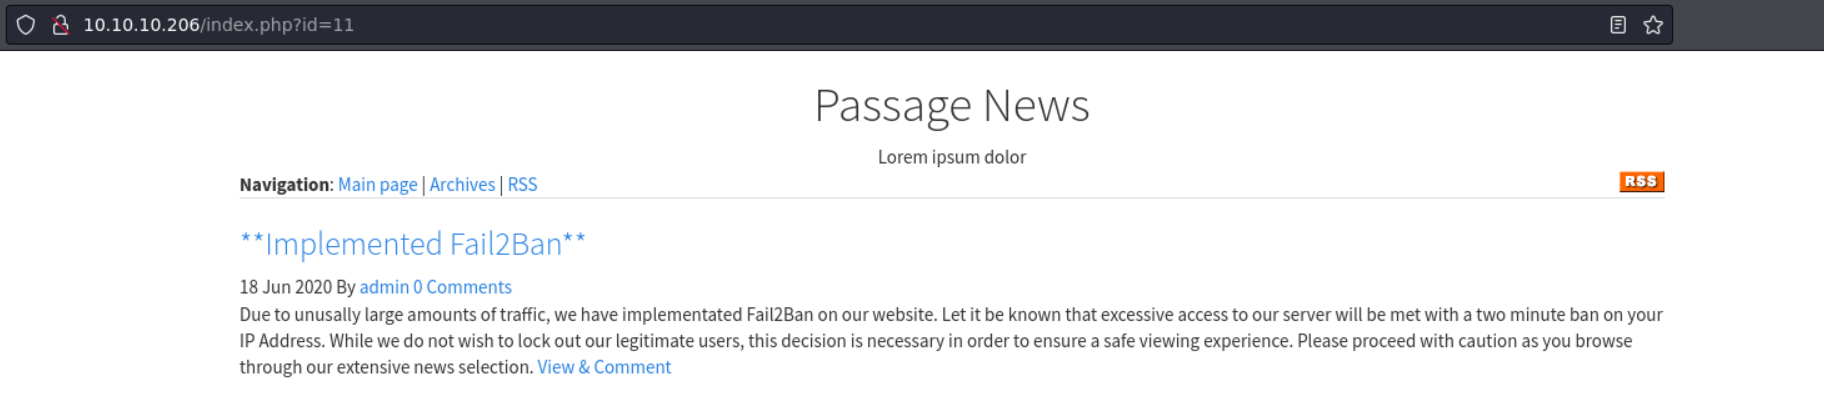 10.10.10.206/index.php?id=11
Passage News
Lorem ipsum dolor
Navigation: Main page | Archives | RSS
RSS
**Implemented Fail2Ban**
18 Jun 2020 By admin 0 Comments
Due to unusally large amounts of traffic, we have implementated Fail2Ban on our website. Let it be known that excessive access to our server will be met with a two minute ban on your
IP Address. While we do not wish to lock out our legitimate users, this decision is necessary in order to ensure a safe viewing experience. Please proceed with caution as you browse
through our extensive news selection. View & Comment